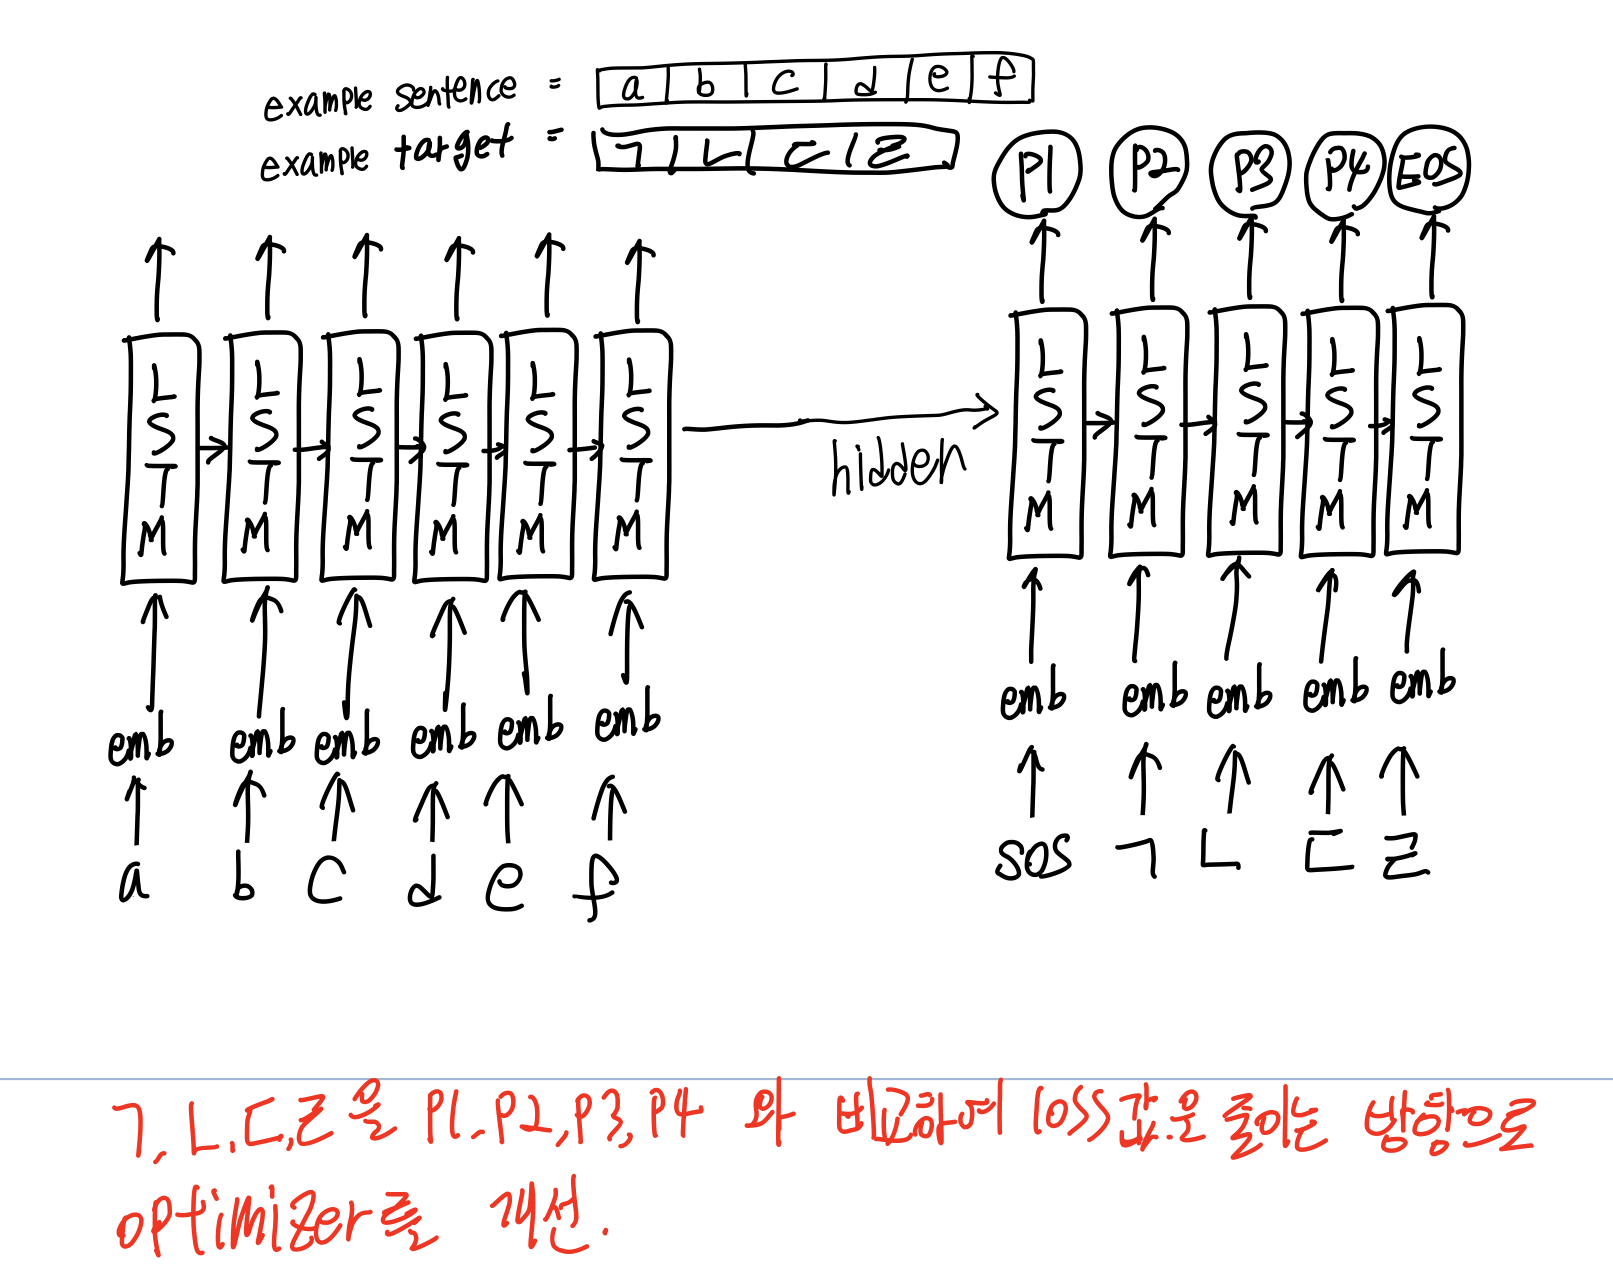 example sentence = a b c d e f
example target = ㄱ ㄴ ㄷ ㄹ
P1 P2 P3 P4 EOS
LSTM LSTM LSTM LSTM LSTM LSTM
hidden
LSTM LSTM LSTM LSTM LSTM
emb emb emb emb emb emb
emb emb emb emb emb
a b c d e f
SOS ㄱ ㄴ ㄷ ㄹ
ㄱ,ㄴ,ㄷ,ㄹ을 P1,P2,P3,P4 와 비교하여 loss값을 줄이는 방향으로
optimizer를 개선.